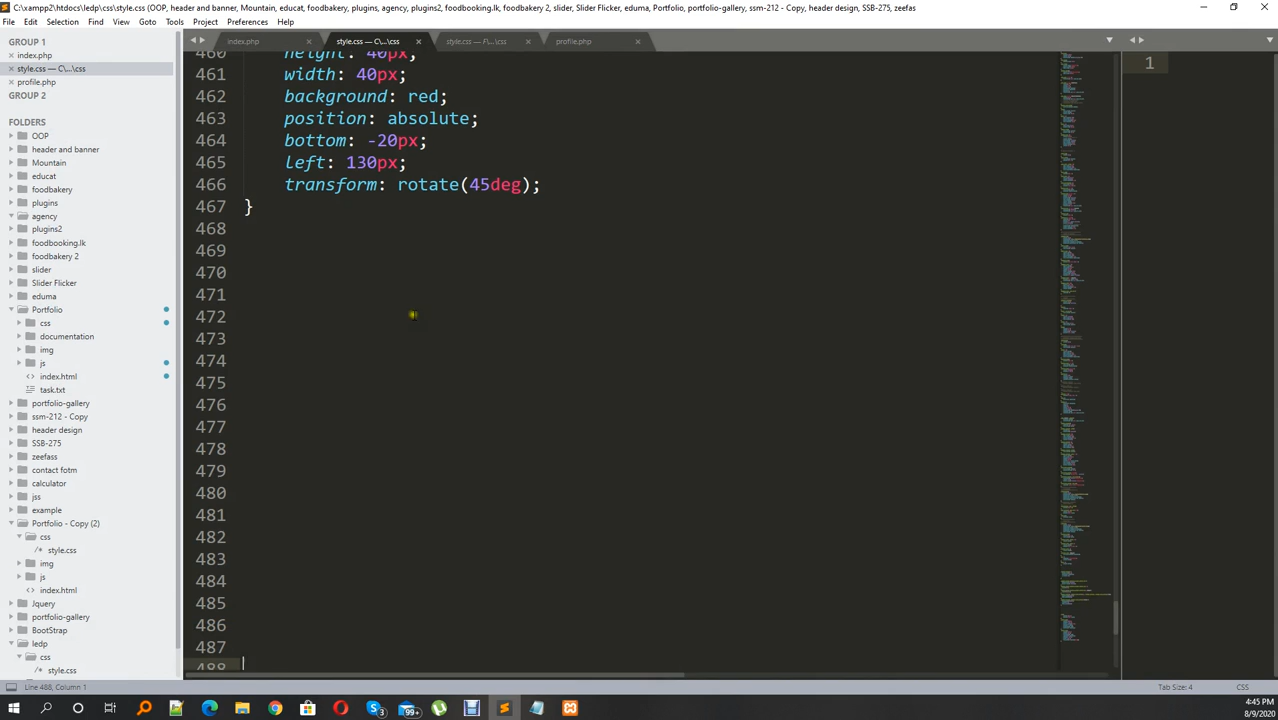 C:\xampp2\htdocs\ledp\css\style.css (OOP, header and banner, Mountain, educat, foodbakery, plugins, agency, plugins2, foodbooking.lk, foodbakery 2, slider, Slider Flicker, eduma, Portfolio, portfolio-gallery, ssm-212 - Copy, header design, SSB-275, zeefas
File Edit Selection Find View Goto Tools Project Preferences Help
GROUP 1
index.php
style.css — C\...\css
profile.php
GROUP 2
FOLDERS
OOP
header and banner
Mountain
educat
foodbakery
plugins
agency
plugins2
foodbooking.lk
foodbakery 2
slider
Slider Flicker
eduma
Portfolio
css
documentation
img
js
<> index.html
task.txt
portfolio-gallery
ssm-212 - Copy
header design
SSB-275
zeefass
contact fotm
calculator
jss
example
Portfolio - Copy (2)
css
/* style.css
img
js
<> index.html
Jquery
portfolio-gallery
BootStrap
ledp
css
/* style.css
index.php
style.css — C\...\css
style.css — F\...\css
profile.php
460 height: 40px;
461 width: 40px;
462 background: red;
463 position: absolute;
464 bottom: -20px;
465 left: 130px;
466 transform: rotate(45deg);
467 }
468
469
470
471
472
473
474
475
476
477
478
479
480
481
482
483
484
485
486
487
488
1
Line 488, Column 1
Tab Size: 4
CSS
3
99+
4:45 PM
8/9/2020